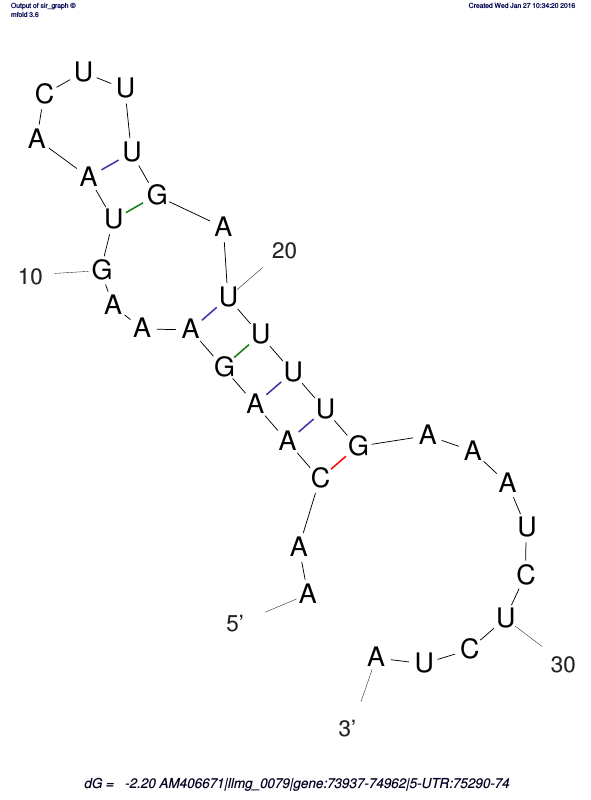 Output of sir_graph ©
mfold 3.6
Created Wed Jan 27 10:34:20 2016
U
C U
A
A U
U G
A
G
10
20
A
U
A A U
G U
A U
A G
C
A A
A
A
U
C
U
30
A
A
5’
A U C
3’
dG = -2.20 AM406671|llmg_0079|gene:73937-74962|5-UTR:75290-74